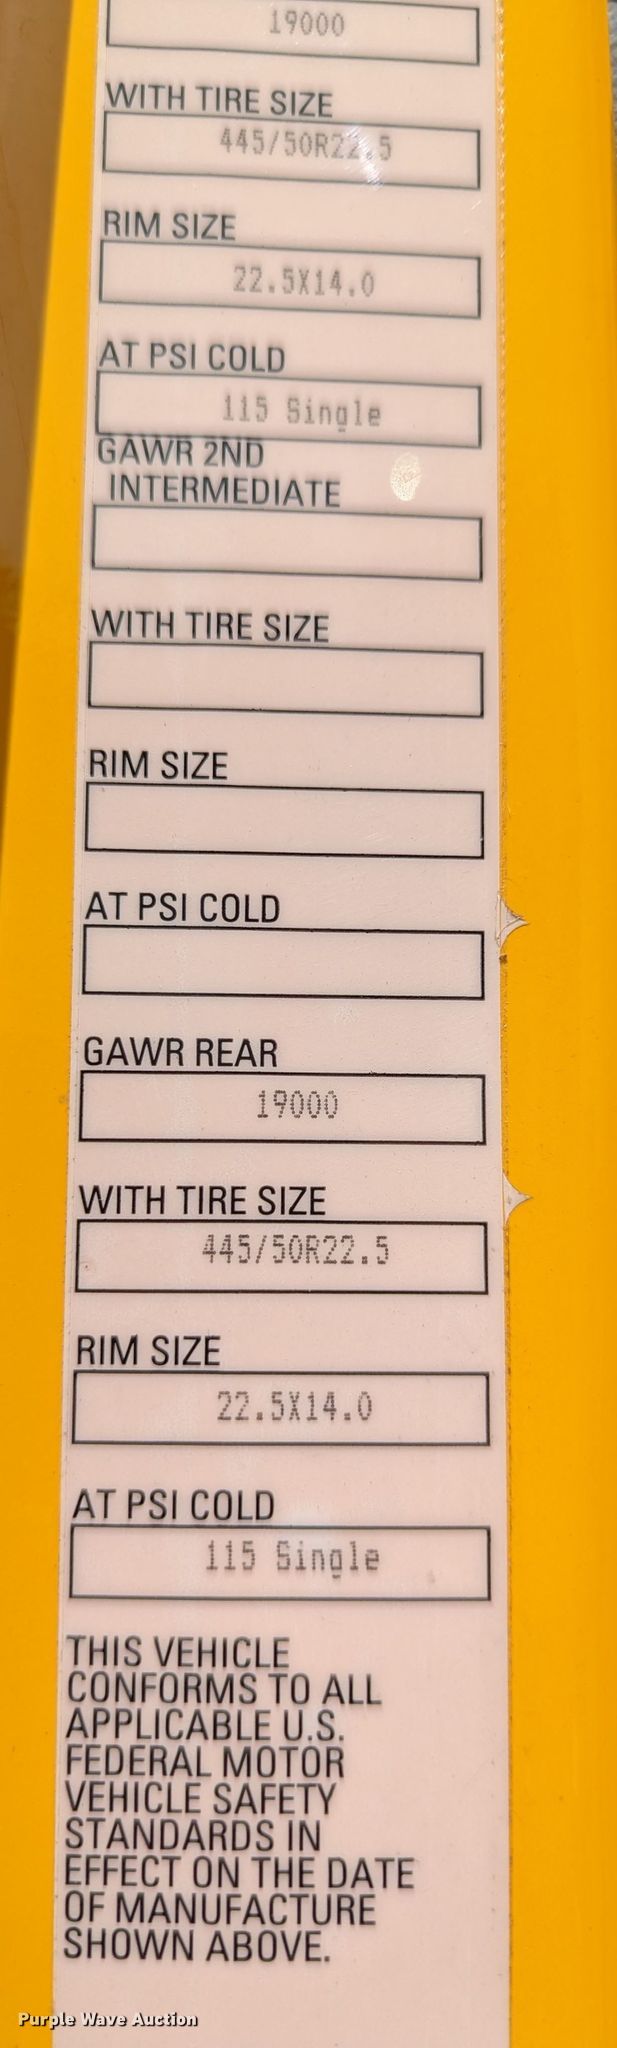 19000
WITH TIRE SIZE
445/50R22.5
RIM SIZE
22.5X14.0
AT PSI COLD
115 Single
GAWR 2ND
INTERMEDIATE
WITH TIRE SIZE
RIM SIZE
AT PSI COLD
GAWR REAR
19000
WITH TIRE SIZE
445/50R22.5
RIM SIZE
22.5X14.0
AT PSI COLD
115 Single
THIS VEHICLE
CONFORMS TO ALL
APPLICABLE U.S.
FEDERAL MOTOR
VEHICLE SAFETY
STANDARDS IN
EFFECT ON THE DATE
OF MANUFACTURE
SHOWN ABOVE.
Purple Wave Auction